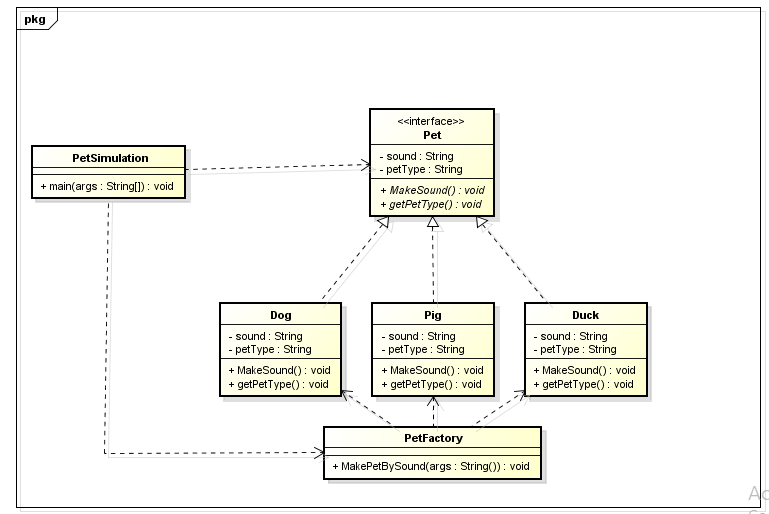 pkg
<<interface>>
Pet
- sound : String
- petType : String
+ MakeSound() : void
+ getPetType() : void
PetSimulation
+ main(args : String[]) : void
Dog
- sound : String
- petType : String
+ MakeSound() : void
+ getPetType() : void
Pig
- sound : String
- petType : String
+ MakeSound() : void
+ getPetType() : void
Duck
- sound : String
- petType : String
+ MakeSound() : void
+ getPetType() : void
PetFactory
+ MakePetBySound(args : String()) : void